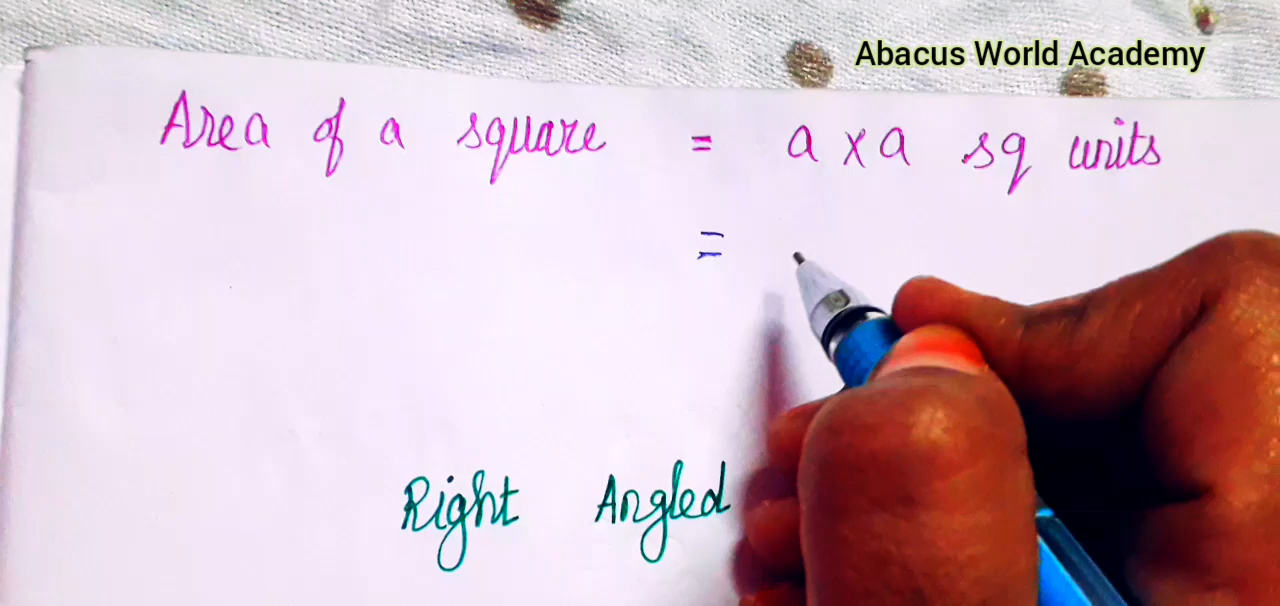 Abacus World Academy
Area of a square = a x a sq units
=
Right Angled